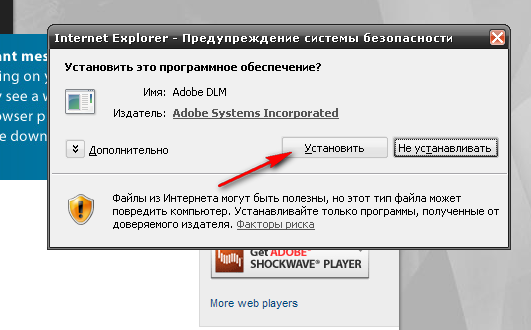 Internet Explorer - Предупреждение системы безопасности
ant mes
Установить это программное обеспечение?
ng on yo
Имя: Adobe DLM
y see a w
Издатель: Adobe Systems Incorporated
owser p
e down
Дополнительно
Установить
Не устанавливать
Файлы из Интернета могут быть полезны, но этот тип файла может
повредить компьютер. Устанавливайте только программы, полученные от
доверяемого издателя. Факторы риска
Get ADOBE®
SHOCKWAVE® PLAYER
More web players